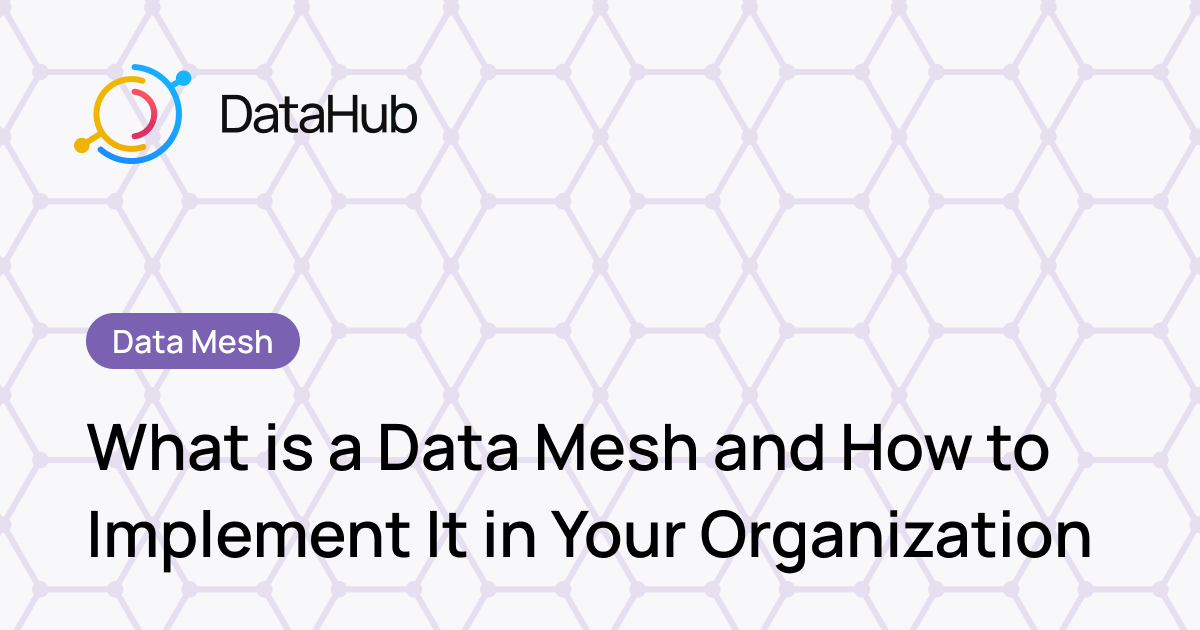 DataHub
Data Mesh
What is a Data Mesh and How to
Implement It in Your Organization